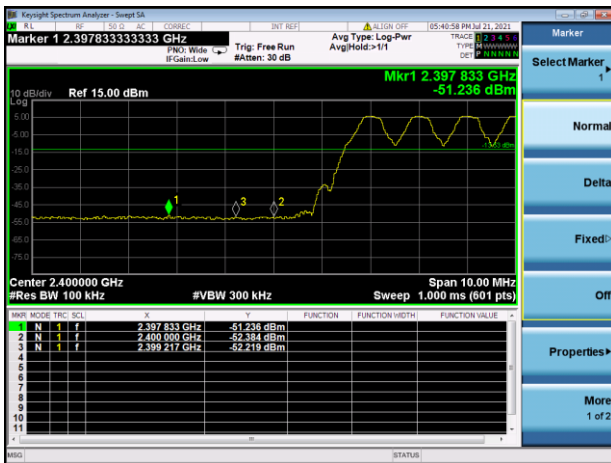 Keysight Spectrum Analyzer - Swept SA
RL RF 50 Ω AC CORREC INT REF ALIGN OFF 05:40:58 PM Jul 21, 2021
Marker 1 2.397833333333 GHz
PNO: Wide
IFGain:Low
Trig: Free Run
#Atten: 30 dB
Avg Type: Log-Pwr
Avg|Hold:>1/1
TRACE 1 2 3 4 5 6
TYPE M WWWWW
DET P N N N N N
Mkr1 2.397 833 GHz
-51.236 dBm
10 dB/div Ref 15.00 dBm
Log
5.00
-5.00
-15.0
-25.0
-35.0
-45.0
-55.0
-65.0
-75.0
1
3
2
Center 2.400000 GHz
Span 10.00 MHz
#Res BW 100 kHz
#VBW 300 kHz
Sweep 1.000 ms (601 pts)
MKR MODE TRC SCL X Y FUNCTION FUNCTION WIDTH FUNCTION VALUE
1 N 1 f 2.397 833 GHz -51.236 dBm
2 N 1 f 2.400 000 GHz -52.384 dBm
3 N 1 f 2.399 217 GHz -52.219 dBm
4
5
6
7
8
9
10
11
MSG
STATUS
Marker
Select Marker
1
Normal
Delta
Fixed
Off
Properties
More
1 of 2